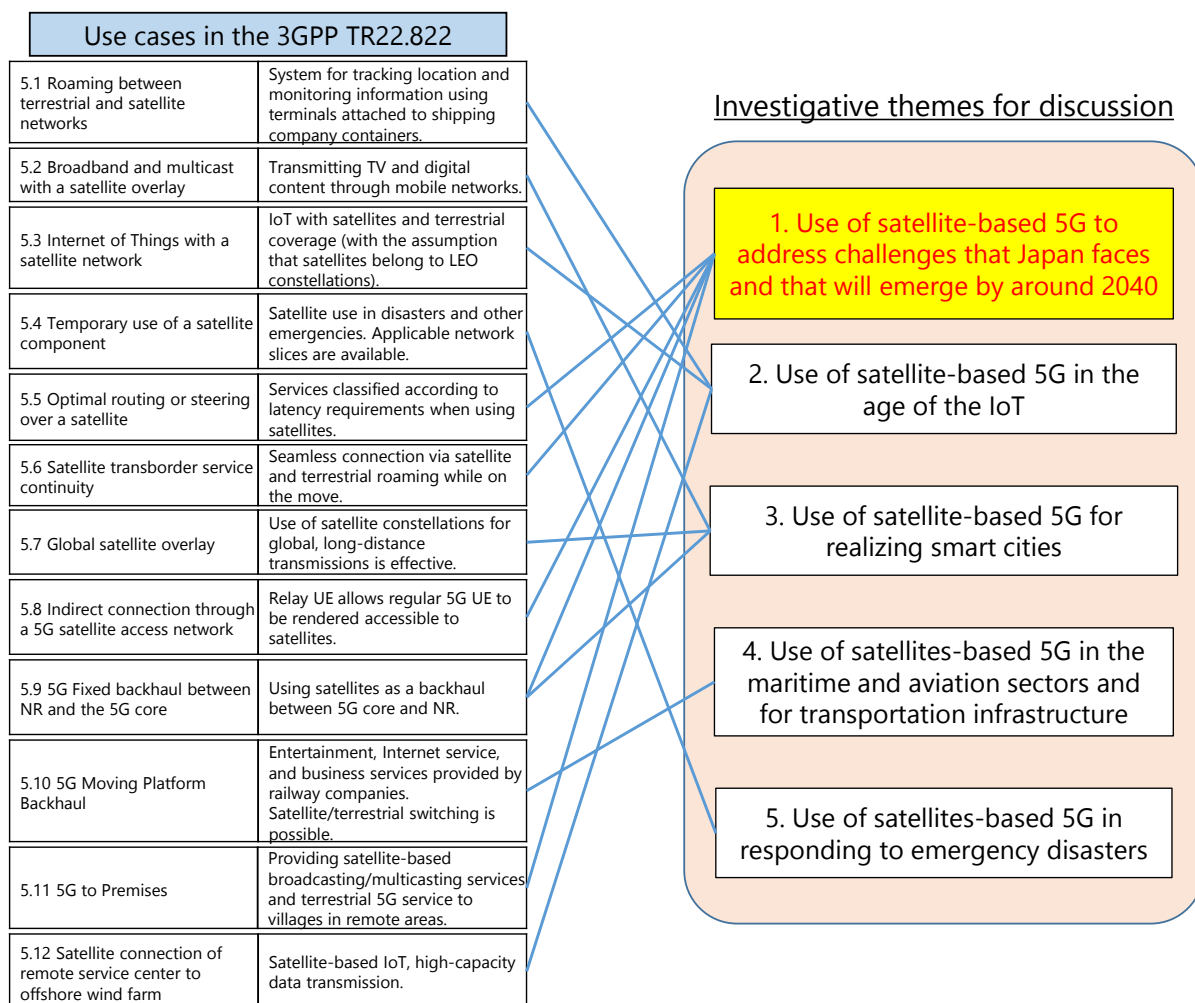 Use cases in the 3GPP TR22.822
5.1 Roaming between
terrestrial and satellite
networks
System for tracking location and
monitoring information using
terminals attached to shipping
company containers.
5.2 Broadband and multicast
with a satellite overlay
Transmitting TV and digital
content through mobile networks.
5.3 Internet of Things with a
satellite network
IoT with satellites and terrestrial
coverage (with the assumption
that satellites belong to LEO
constellations).
5.4 Temporary use of a satellite
component
Satellite use in disasters and other
emergencies. Applicable network
slices are available.
5.5 Optimal routing or steering
over a satellite
Services classified according to
latency requirements when using
satellites.
5.6 Satellite transborder service
continuity
Seamless connection via satellite
and terrestrial roaming while on
the move.
5.7 Global satellite overlay
Use of satellite constellations for
global, long-distance
transmissions is effective.
5.8 Indirect connection through
a 5G satellite access network
Relay UE allows regular 5G UE to
be rendered accessible to
satellites.
5.9 5G Fixed backhaul between
NR and the 5G core
Using satellites as a backhaul
between 5G core and NR.
5.10 5G Moving Platform
Backhaul
Entertainment, Internet service,
and business services provided by
railway companies.
Satellite/terrestrial switching is
possible.
5.11 5G to Premises
Providing satellite-based
broadcasting/multicasting services
and terrestrial 5G service to
villages in remote areas.
5.12 Satellite connection of
remote service center to
offshore wind farm
Satellite-based IoT, high-capacity
data transmission.
Investigative themes for discussion
1. Use of satellite-based 5G to
address challenges that Japan faces
and that will emerge by around 2040
2. Use of satellite-based 5G in the
age of the IoT
3. Use of satellite-based 5G for
realizing smart cities
4. Use of satellites-based 5G in the
maritime and aviation sectors and
for transportation infrastructure
5. Use of satellites-based 5G in
responding to emergency disasters